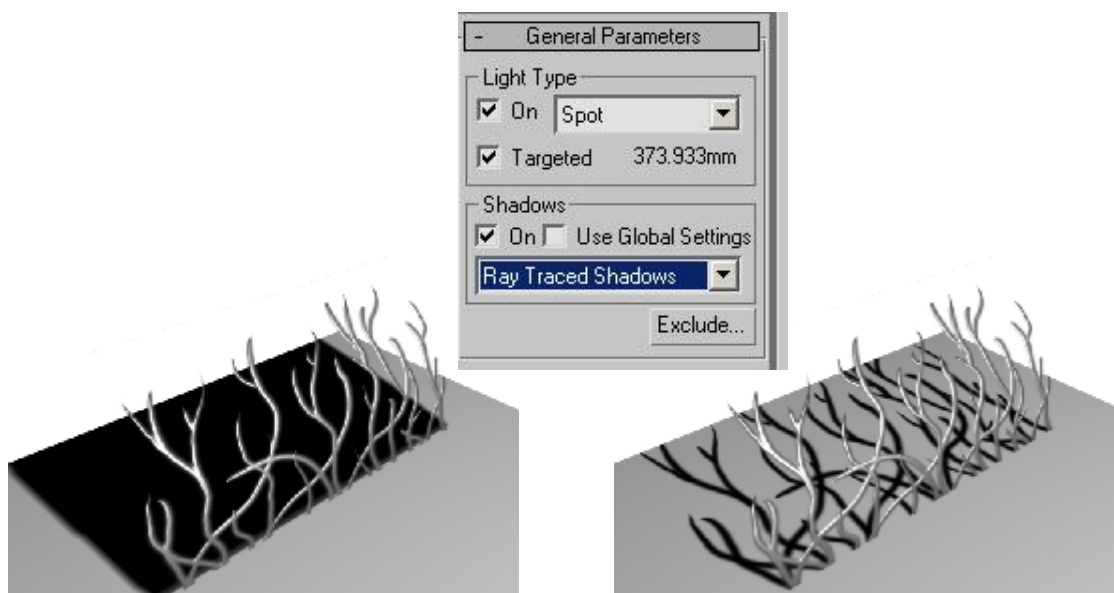 - General Parameters
Light Type
On Spot
Targeted 373.933mm
Shadows
On Use Global Settings
Ray Traced Shadows
Exclude...